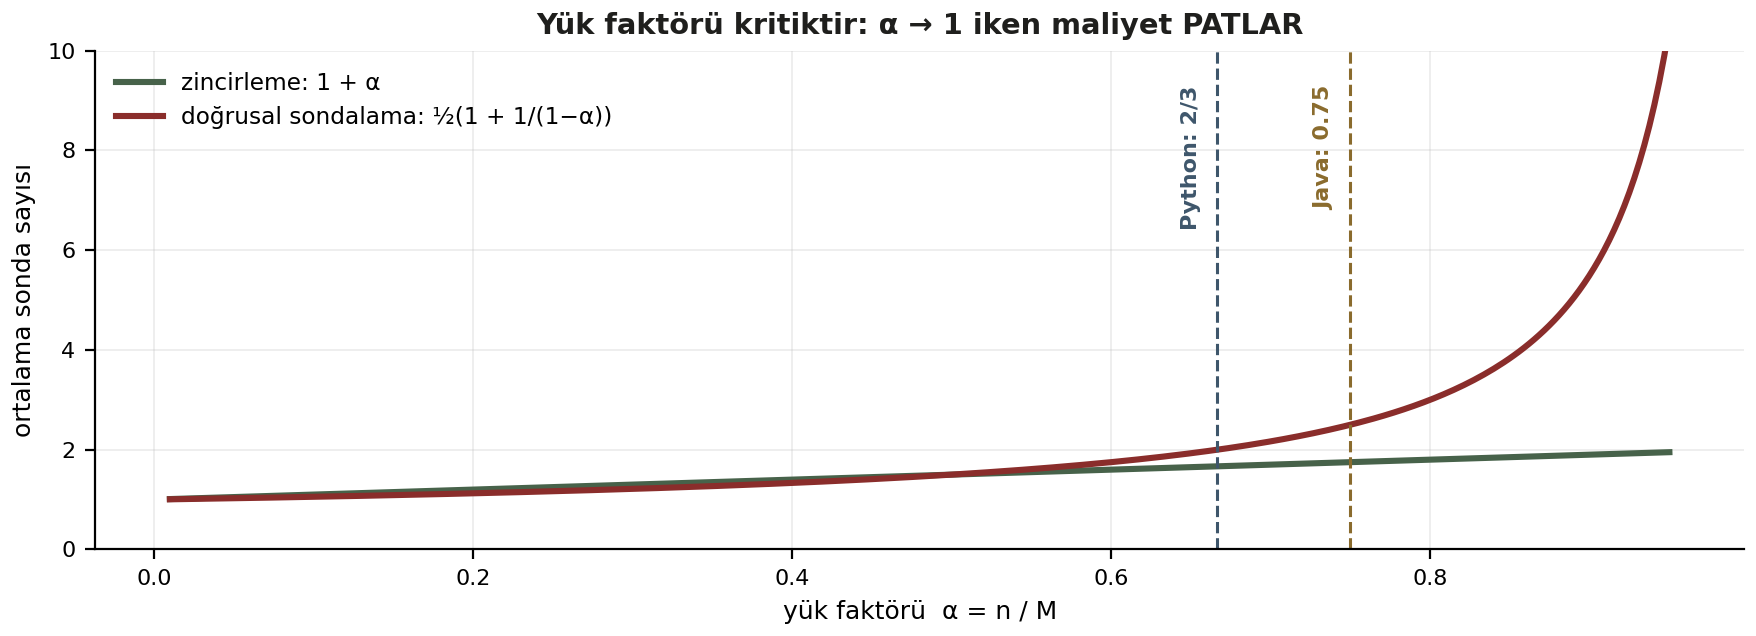 Yük faktörü kritiktir: α → 1 iken maliyet PATLAR
zincirleme: 1 + α
doğrusal sondalama: ½(1 + 1/(1−α))
Python: 2/3
Java: 0.75
ortalama sonda sayısı
10
8
6
4
2
0
0.0
0.2
0.4
0.6
0.8
yük faktörü  α = n / M